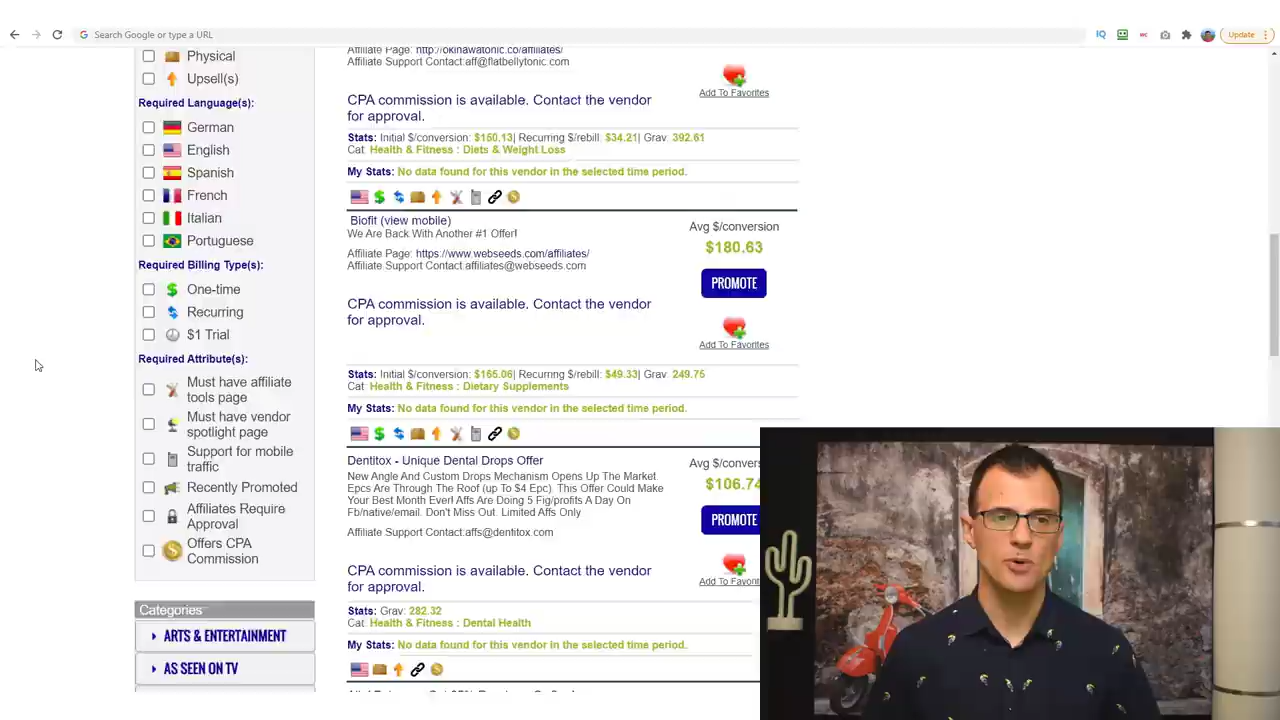 Search Google or type a URL
Update
Physical
Upsell(s)
Required Language(s):
German
English
Spanish
French
Italian
Portuguese
Required Billing Type(s):
One-time
Recurring
$1 Trial
Required Attribute(s):
Must have affiliate
tools page
Must have vendor
spotlight page
Support for mobile
traffic
Recently Promoted
Affiliates Require
Approval
Offers CPA
Commission
Categories
ARTS & ENTERTAINMENT
AS SEEN ON TV
Affiliate Page: http://okinawatonic.co/affiliates/
Affiliate Support Contact:aff@flatbellytonic.com
Add To Favorites
CPA commission is available. Contact the vendor
for approval.
Stats: Initial $/conversion: $150.13| Recurring $/rebill: $34.21| Grav: 392.61
Cat: Health & Fitness : Diets & Weight Loss
My Stats: No data found for this vendor in the selected time period.
Biofit (view mobile)
We Are Back With Another #1 Offer!
Affiliate Page: https://www.webseeds.com/affiliates/
Affiliate Support Contact:affiliates@webseeds.com
Avg $/conversion
$180.63
PROMOTE
Add To Favorites
CPA commission is available. Contact the vendor
for approval.
Stats: Initial $/conversion: $165.06| Recurring $/rebill: $49.33| Grav: 249.75
Cat: Health & Fitness : Dietary Supplements
My Stats: No data found for this vendor in the selected time period.
Dentitox - Unique Dental Drops Offer
New Angle And Custom Drops Mechanism Opens Up The Market
Epcs Are Through The Roof (up To $4 Epc). This Offer Could Make
Your Best Month Ever! Affs Are Doing 5 Fig/profits A Day On
Fb/native/email. Don't Miss Out. Limited Affs Only
Affiliate Support Contact:affs@dentitox.com
Avg $/convers
$106.74
PROMOTE
Add To Favorit
CPA commission is available. Contact the vendor
for approval.
Stats: Grav: 282.32
Cat: Health & Fitness : Dental Health
My Stats: No data found for this vendor in the selected time period.